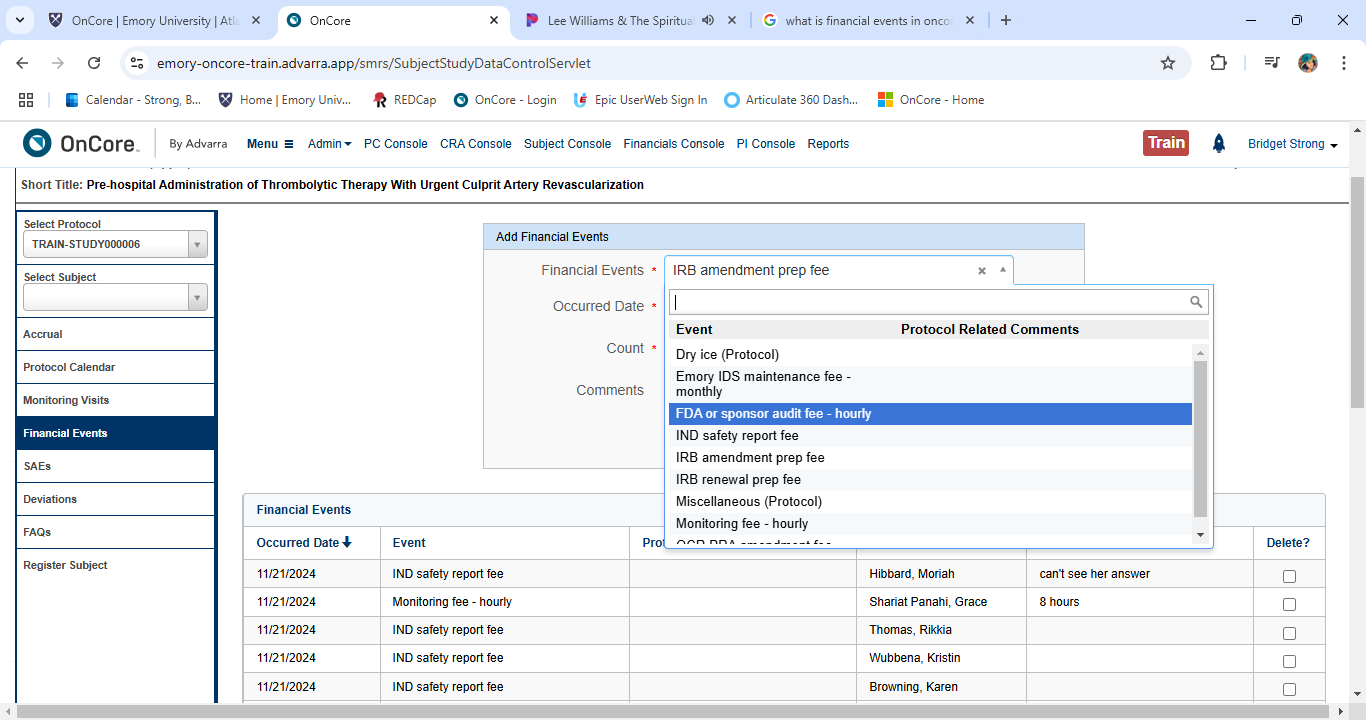 OnCore | Emory University | Atla
OnCore
Lee Williams & The Spiritual
what is financial events in onco
emory-oncore-train.advarra.app/smrs/SubjectStudyDataControlServlet
Calendar - Strong, B...
Home | Emory Univ...
REDCap
OnCore - Login
Epic UserWeb Sign In
Articulate 360 Dash...
OnCore - Home
OnCore
By Advarra
Menu
Admin
PC Console
CRA Console
Subject Console
Financials Console
PI Console
Reports
Train
Bridget Strong
Short Title: Pre-hospital Administration of Thrombolytic Therapy With Urgent Culprit Artery Revascularization
Select Protocol
TRAIN-STUDY000006
Select Subject
Accrual
Protocol Calendar
Monitoring Visits
Financial Events
SAEs
Deviations
FAQs
Register Subject
Add Financial Events
Financial Events * IRB amendment prep fee
Occurred Date *
Count *
Comments
Event Protocol Related Comments
Dry ice (Protocol)
Emory IDS maintenance fee -
monthly
FDA or sponsor audit fee - hourly
IND safety report fee
IRB amendment prep fee
IRB renewal prep fee
Miscellaneous (Protocol)
Monitoring fee - hourly
Financial Events
Occurred Date Event Delete?
11/21/2024 IND safety report fee Hibbard, Moriah can't see her answer
11/21/2024 Monitoring fee - hourly Shariat Panahi, Grace 8 hours
11/21/2024 IND safety report fee Thomas, Rikkia
11/21/2024 IND safety report fee Wubbena, Kristin
11/21/2024 IND safety report fee Browning, Karen